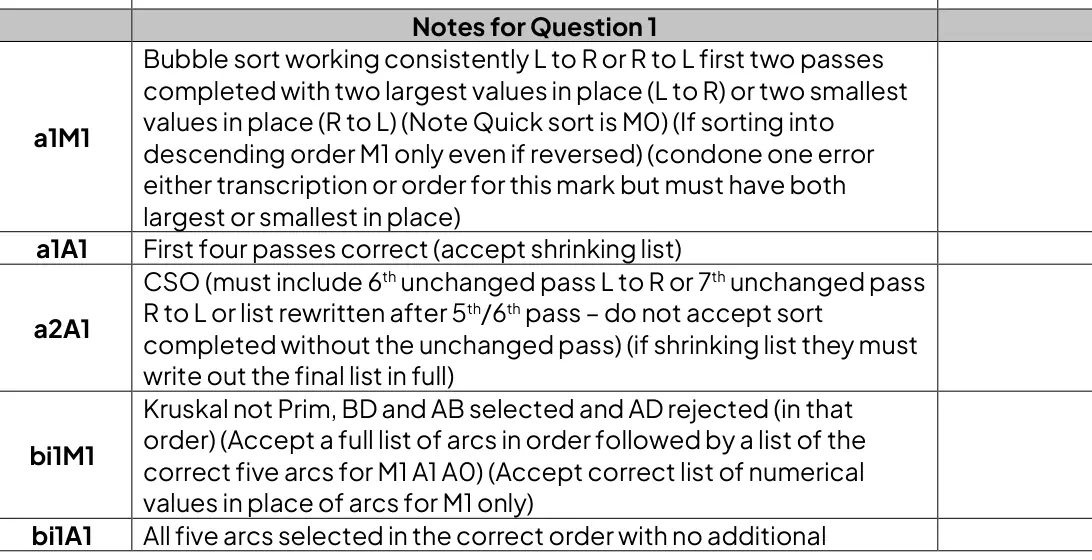 Notes for Question 1
a1M1
Bubble sort working consistently L to R or R to L first two passes
completed with two largest values in place (L to R) or two smallest
values in place (R to L) (Note Quick sort is M0) (If sorting into
descending order M1 only even if reversed) (condone one error
either transcription or order for this mark but must have both
largest or smallest in place)
a1A1
First four passes correct (accept shrinking list)
a2A1
CSO (must include 6th unchanged pass L to R or 7th unchanged pass
R to L or list rewritten after 5th/6th pass – do not accept sort
completed without the unchanged pass) (if shrinking list they must
write out the final list in full)
bi1M1
Kruskal not Prim, BD and AB selected and AD rejected (in that
order) (Accept a full list of arcs in order followed by a list of the
correct five arcs for M1 A1 A0) (Accept correct list of numerical
values in place of arcs for M1 only)
bi1A1
All five arcs selected in the correct order with no additional